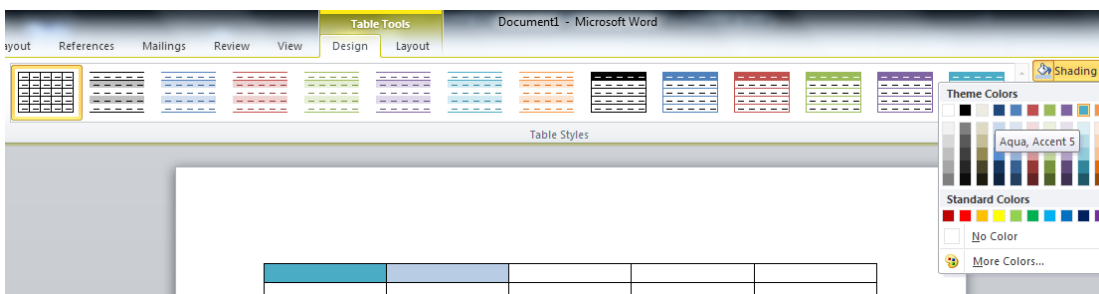 Table Tools
Document1 - Microsoft Word
ayout References Mailings Review View Design Layout
Shading
Theme Colors
Aqua, Accent 5
Table Styles
Standard Colors
No Color
More Colors...